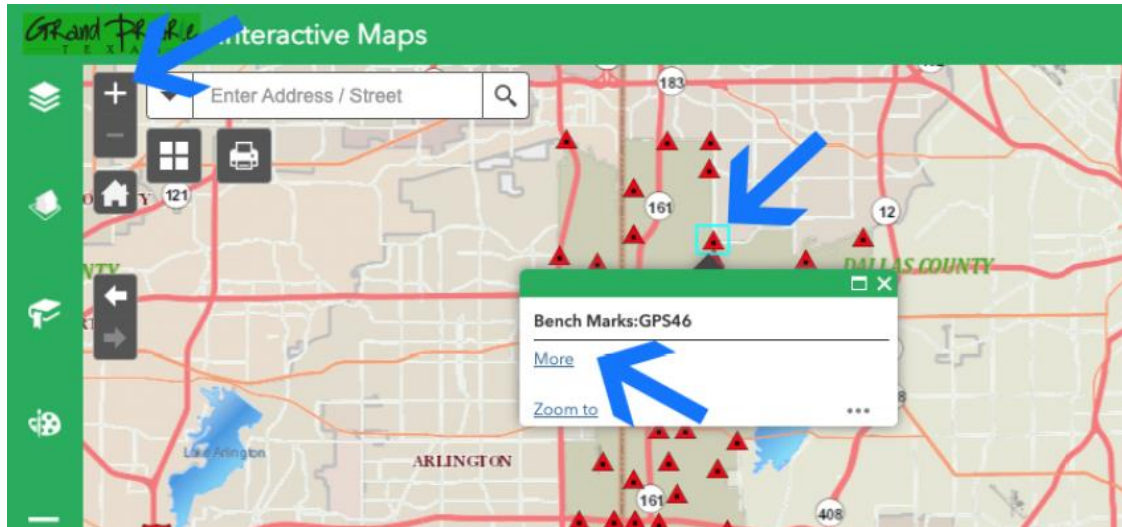 Grand Prairie
TEXAS
Interactive Maps
Enter Address / Street
183
121
161
12
DALLAS COUNTY
NTY
Bench Marks:GPS46
More
Zoom to
Lake Arlington
ARLINGTON
161
408